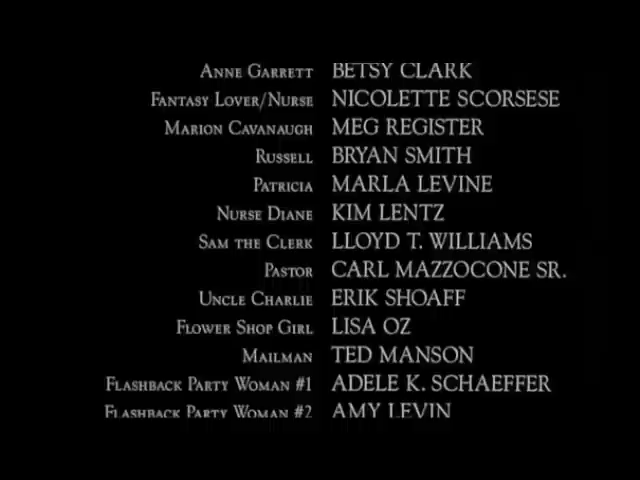 Anne Garrett BETSY CLARK
Fantasy Lover/Nurse NICOLETTE SCORSESE
Marion Cavanaugh MEG REGISTER
Russell BRYAN SMITH
Patricia MARLA LEVINE
Nurse Diane KIM LENTZ
Sam the Clerk LLOYD T. WILLIAMS
Pastor CARL MAZZOCONE SR.
Uncle Charlie ERIK SHOAFF
Flower Shop Girl LISA OZ
Mailman TED MANSON
Flashback Party Woman #1 ADELE K. SCHAEFFER
Flashback Party Woman #2 AMY LEVIN